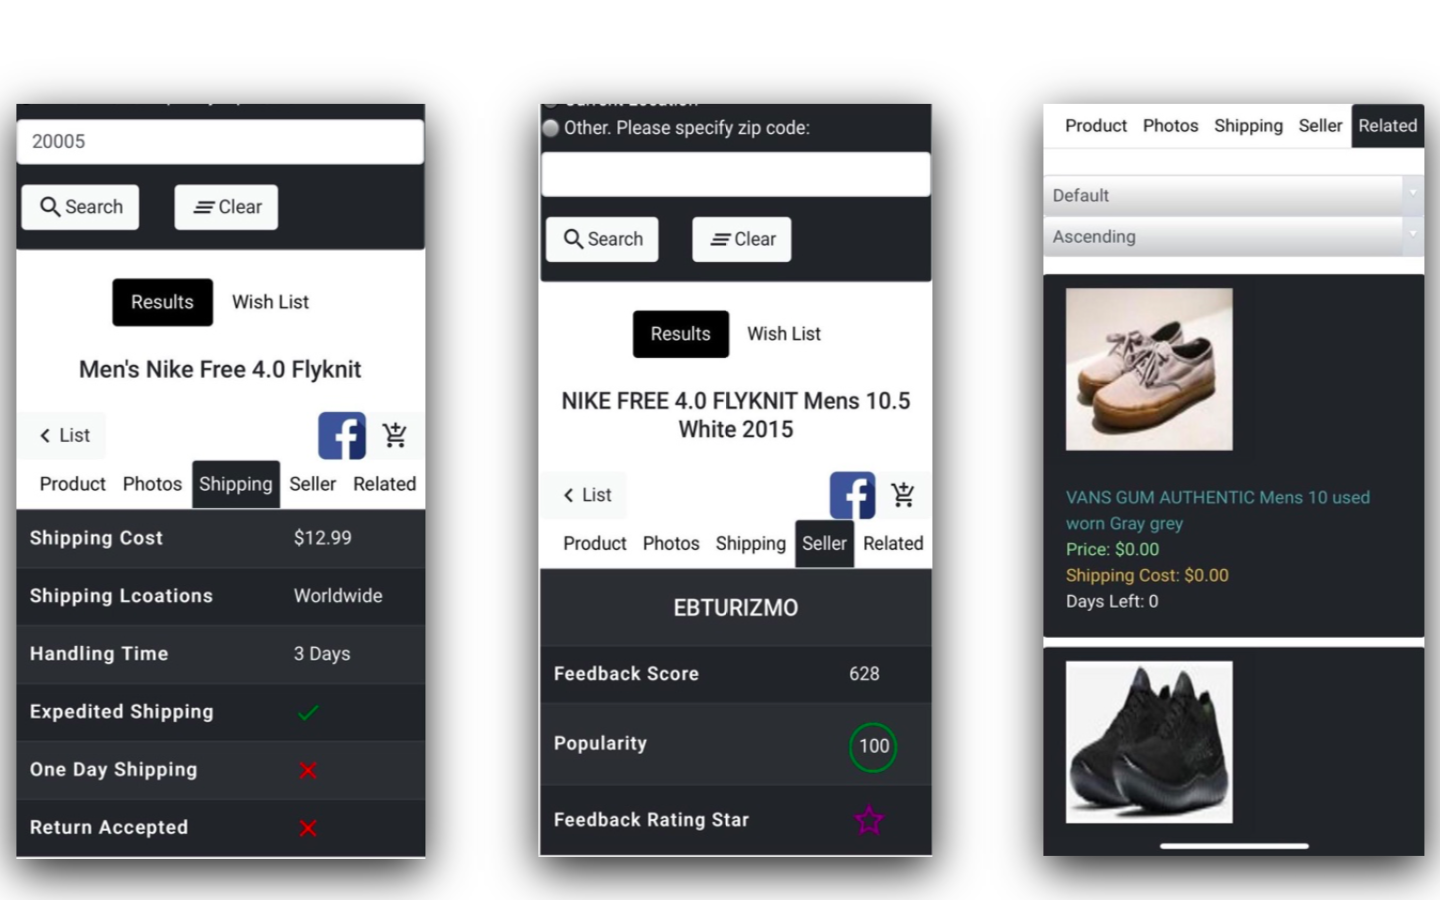 20005
Search
Clear
Results
Wish List
Men's Nike Free 4.0 Flyknit
List
Product
Photos
Shipping
Seller
Related
Shipping Cost
$12.99
Shipping Lcoations
Worldwide
Handling Time
3 Days
Expedited Shipping
One Day Shipping
Return Accepted
Other. Please specify zip code:
Search
Clear
Results
Wish List
NIKE FREE 4.0 FLYKNIT Mens 10.5
White 2015
List
Product
Photos
Shipping
Seller
Related
EBTURIZMO
Feedback Score
628
Popularity
100
Feedback Rating Star
Product
Photos
Shipping
Seller
Related
Default
Ascending
VANS GUM AUTHENTIC Mens 10 used
worn Gray grey
Price: $0.00
Shipping Cost: $0.00
Days Left: 0